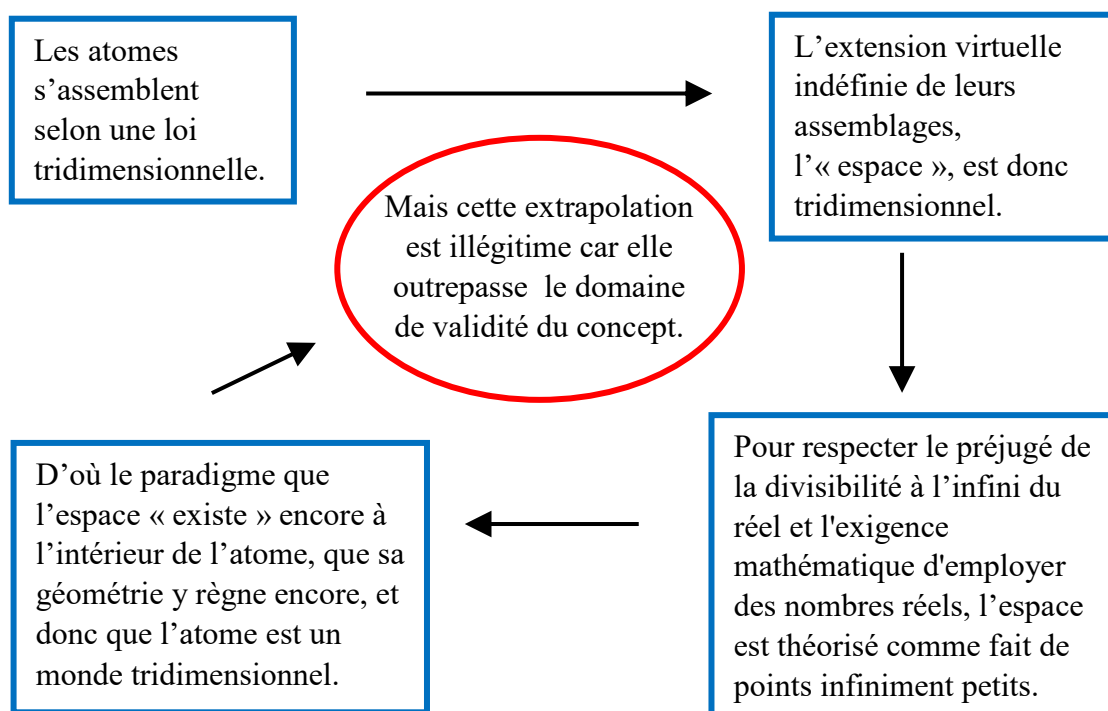 Les atomes
s’assemblent
selon une loi
tridimensionnelle.
L’extension virtuelle
indéfinie de leurs
assemblages,
l’« espace », est donc
tridimensionnel.
Mais cette extrapolation
est illégitime car elle
outrepasse  le domaine
de validité du concept.
Pour respecter le préjugé de
la divisibilité à l’infini du
réel et l'exigence
mathématique d'employer
des nombres réels, l’espace
est théorisé comme fait de
points infiniment petits.
D’où le paradigme que
l’espace « existe » encore à
l’intérieur de l’atome, que sa
géométrie y règne encore, et
donc que l’atome est un
monde tridimensionnel.